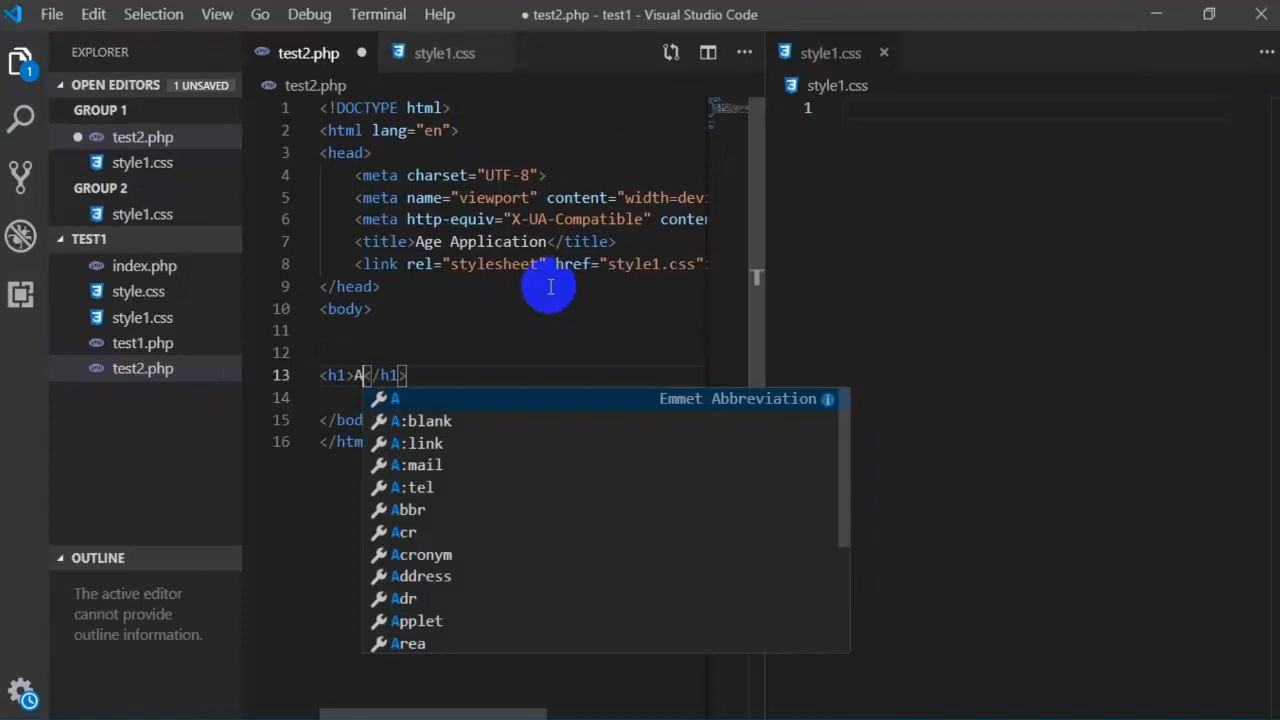 File Edit Selection View Go Debug Terminal Help
● test2.php - test1 - Visual Studio Code
EXPLORER
OPEN EDITORS 1 UNSAVED
GROUP 1
test2.php
style1.css
GROUP 2
style1.css
TEST1
index.php
style.css
style1.css
test1.php
test2.php
OUTLINE
The active editor
cannot provide
outline information.
1
test2.php
style1.css
test2.php
1 <!DOCTYPE html>
2 <html lang="en">
3 <head>
4 <meta charset="UTF-8">
5 <meta name="viewport" content="width=devi
6 <meta http-equiv="X-UA-Compatible" conten
7 <title>Age Application</title>
8 <link rel="stylesheet" href="style1.css">
9 </head>
10 <body>
11
12
13 <h1>A</h1>
14
15 </bod
16 </htm
A Emmet Abbreviation
A:blank
A:link
A:mail
A:tel
Abbr
Acr
Acronym
Address
Adr
Applet
Area
style1.css
style1.css
1